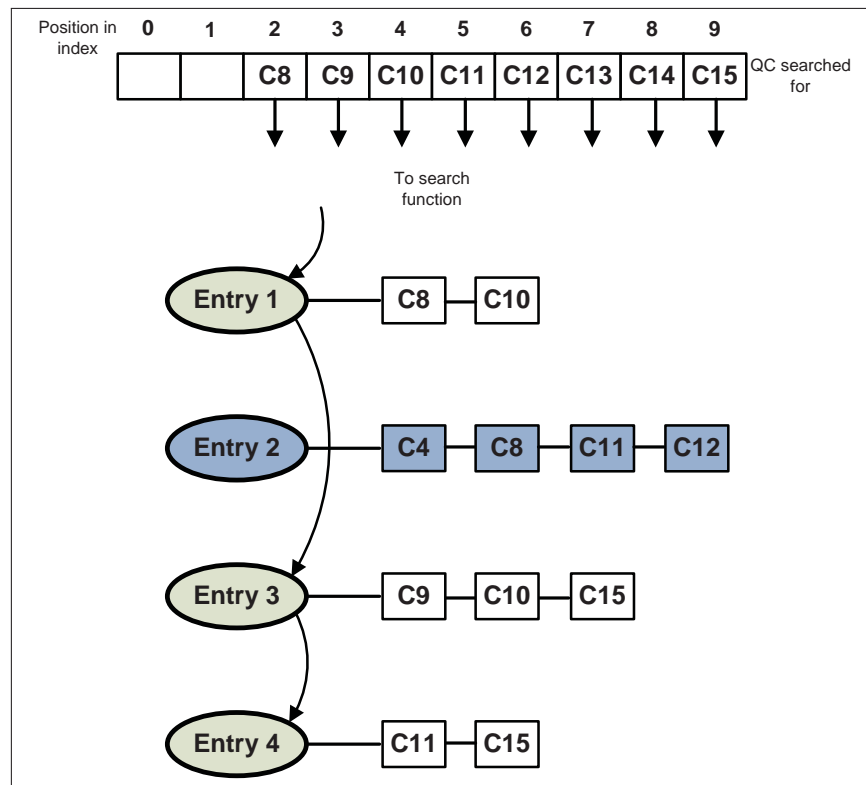 Position in
index
0 1 2 3 4 5 6 7 8 9
C8 C9 C10 C11 C12 C13 C14 C15
QC searched
for
To search
function
Entry 1 C8 C10
Entry 2 C4 C8 C11 C12
Entry 3 C9 C10 C15
Entry 4 C11 C15